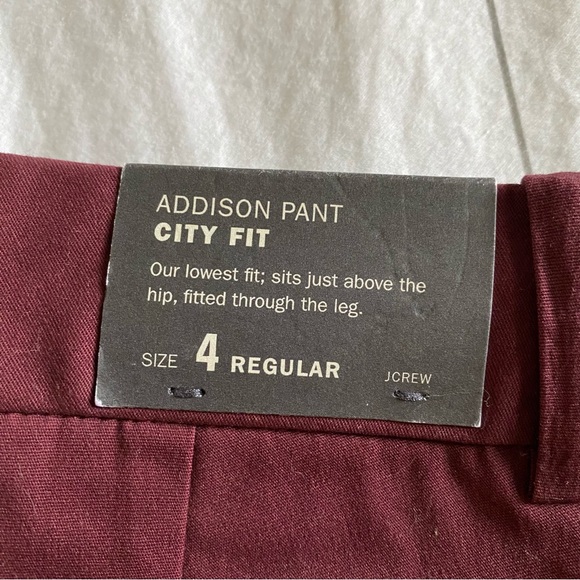 ADDISON PANT
CITY FIT
Our lowest fit; sits just above the
hip, fitted through the leg.
SIZE 4 REGULAR JCREW